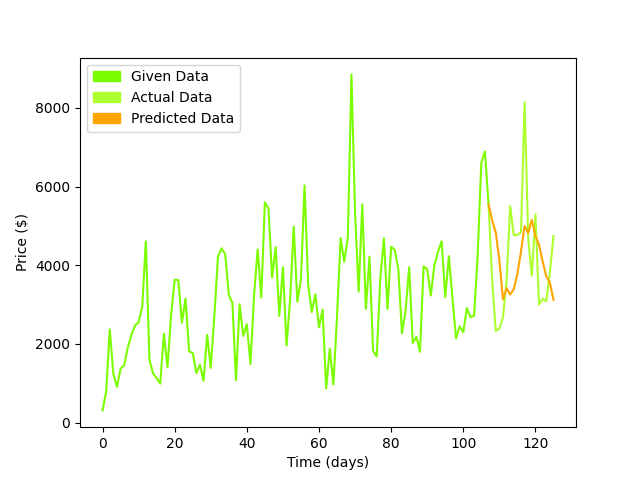 Given Data
Actual Data
Predicted Data
8000
6000
4000
2000
0
Price ($)
0 20 40 60 80 100 120
Time (days)